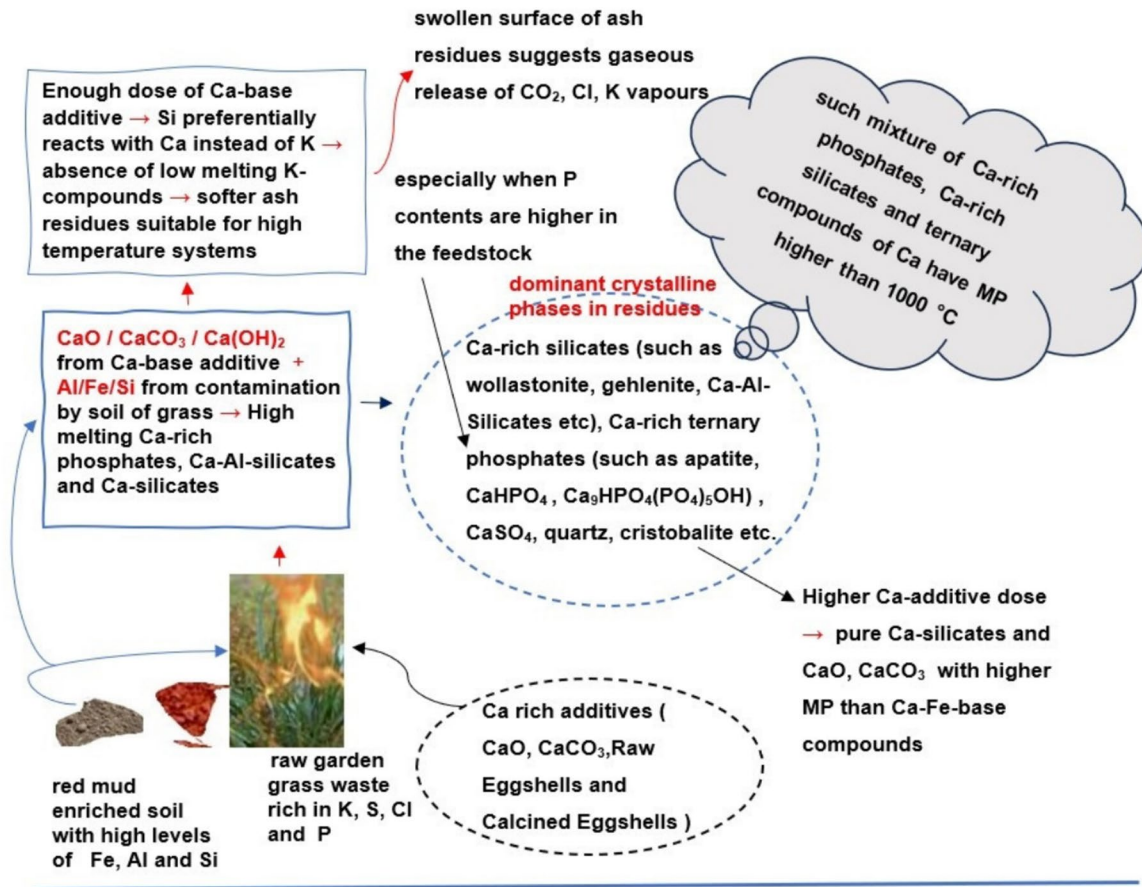 swollen surface of ash
residues suggests gaseous
release of CO₂, Cl, K vapours
Enough dose of Ca-base
additive → Si preferentially
reacts with Ca instead of K →
absence of low melting K-
compounds → softer ash
residues suitable for high
temperature systems
especially when P
contents are higher in
the feedstock
such mixture of Ca-rich
phosphates, Ca-rich
silicates and ternary
compounds of Ca have MP
higher than 1000 °C
dominant crystalline
phases in residues
CaO / CaCO₃ / Ca(OH)₂
from Ca-base additive +
Al/Fe/Si from contamination
by soil of grass → High
melting Ca-rich
phosphates, Ca-Al-silicates
and Ca-silicates
Ca-rich silicates (such as
wollastonite, gehlenite, Ca-Al-
Silicates etc), Ca-rich ternary
phosphates (such as apatite,
CaHPO₄ , Ca₉HPO₄(PO₄)₅OH) ,
CaSO₄, quartz, cristobalite etc.
Higher Ca-additive dose
→ pure Ca-silicates and
CaO, CaCO₃ with higher
MP than Ca-Fe-base
compounds
Ca rich additives (
CaO, CaCO₃,Raw
Eggshells and
Calcined Eggshells )
raw garden
grass waste
rich in K, S, Cl
and P
red mud
enriched soil
with high levels
of Fe, Al and Si